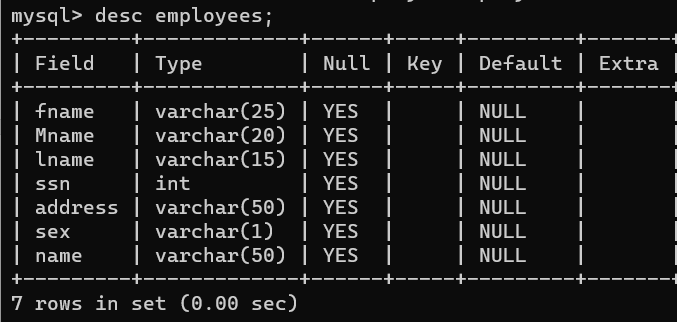 mysql> desc employees;
+---------+-------------+------+-----+---------+-------+
| Field   | Type        | Null | Key | Default | Extra
+---------+-------------+------+-----+---------+-------+
| fname   | varchar(25) | YES  |     | NULL    |
| Mname   | varchar(20) | YES  |     | NULL    |
| lname   | varchar(15) | YES  |     | NULL    |
| ssn     | int         | YES  |     | NULL    |
| address | varchar(50) | YES  |     | NULL    |
| sex     | varchar(1)  | YES  |     | NULL    |
| name    | varchar(50) | YES  |     | NULL    |
+---------+-------------+------+-----+---------+-------+
7 rows in set (0.00 sec)